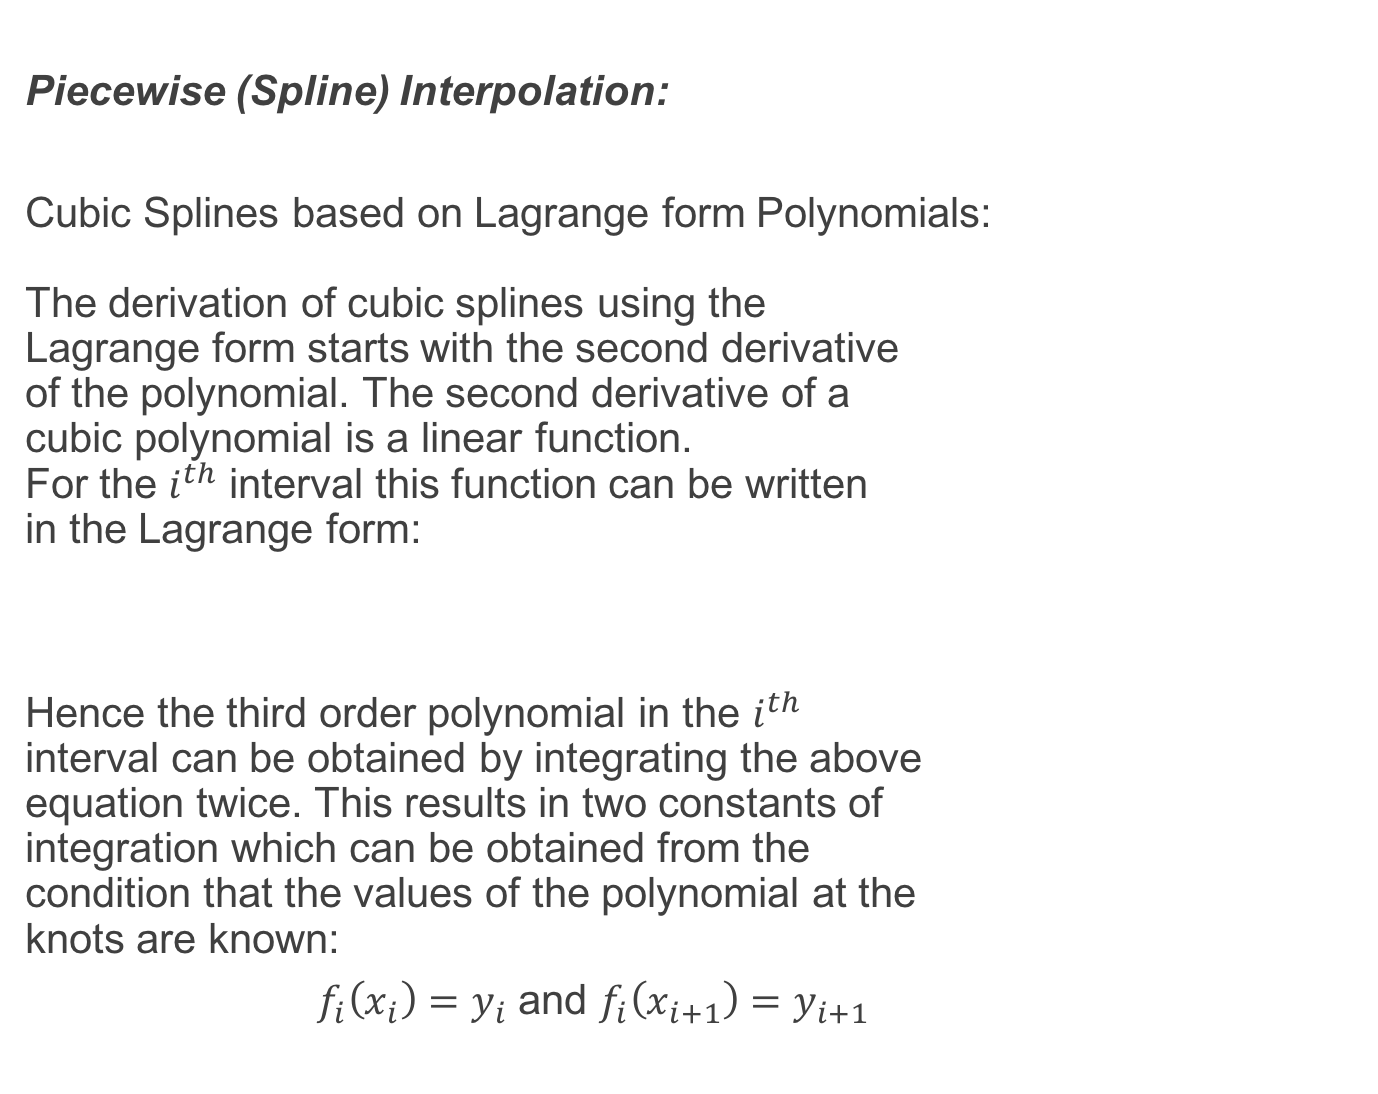 Piecewise (Spline) Interpolation:
Cubic Splines based on Lagrange form Polynomials:
The derivation of cubic splines using the
Lagrange form starts with the second derivative
of the polynomial. The second derivative of a
cubic polynomial is a linear function.
For the $i^{th}$ interval this function can be written
in the Lagrange form:
Hence the third order polynomial in the $i^{th}$
interval can be obtained by integrating the above
equation twice. This results in two constants of
integration which can be obtained from the
condition that the values of the polynomial at the
knots are known:
$f_i(x_i) = y_i$ and $f_i(x_{i+1}) = y_{i+1}$